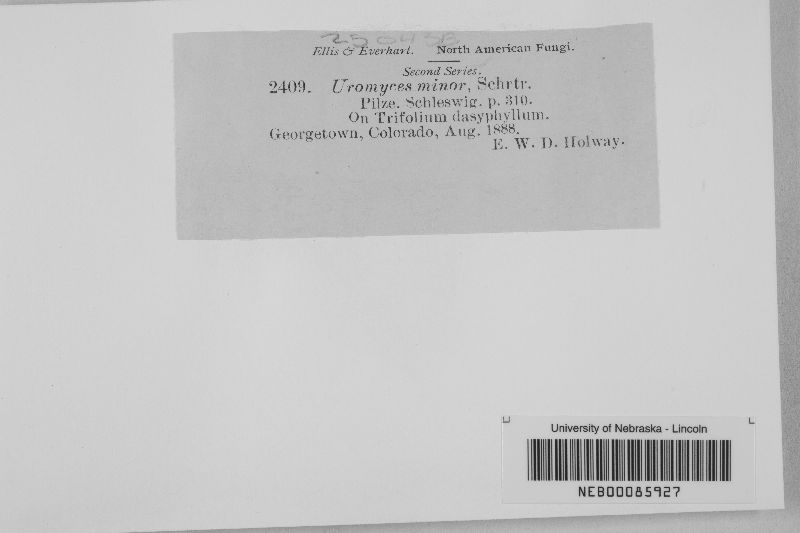 Ellis & Everhart. North American Fungi.
Second Series.
2409. Uromyces minor, Schrtr.
Pilze. Schleswig. p. 310.
On Trifolium dasyphyllum.
Georgetown, Colorado, Aug. 1888.
E. W. D. Holway.
University of Nebraska - Lincoln
NEB00085927